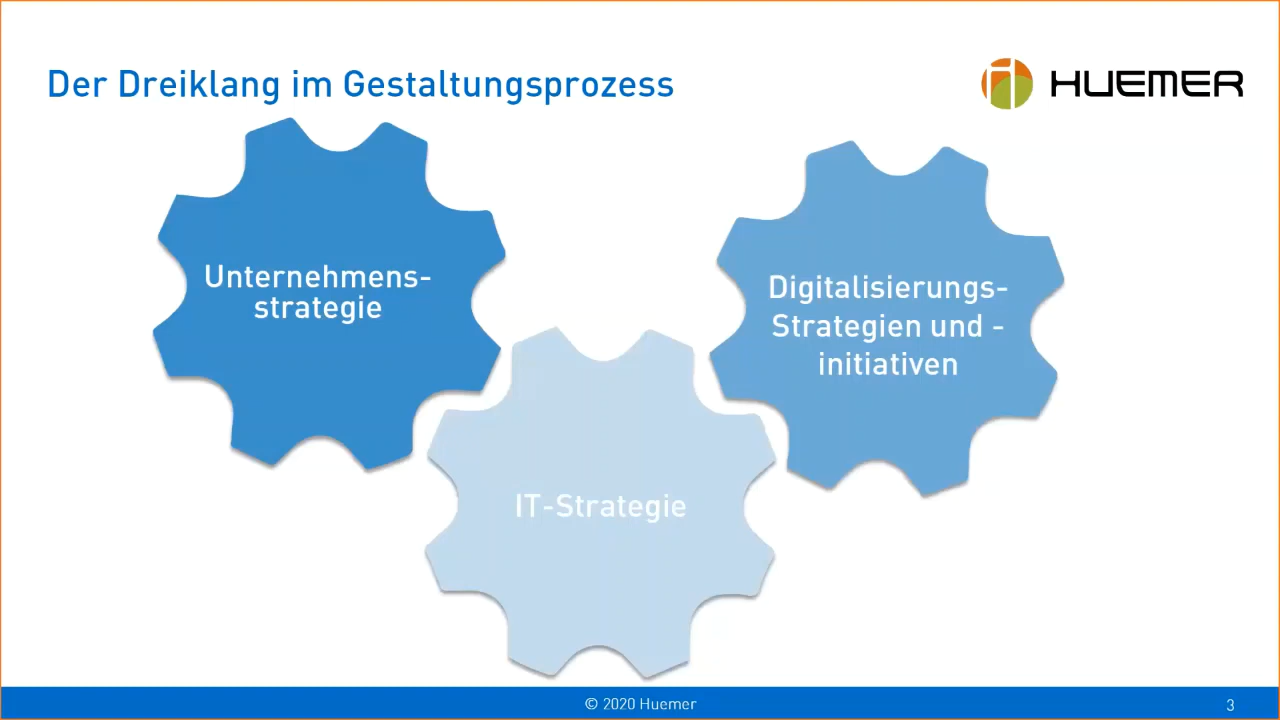 Der Dreiklang im Gestaltungsprozess
HUEMER
Unternehmens-
strategie
Digitalisierungs-
Strategien und -
initiativen
IT-Strategie
© 2020 Huemer
3